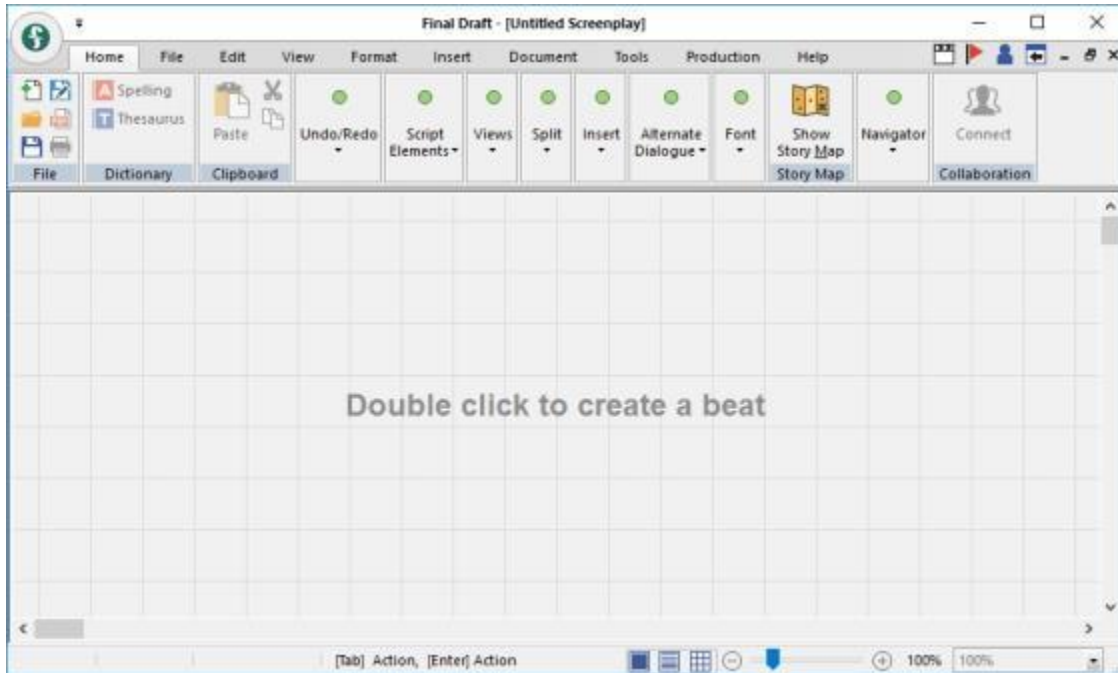 Final Draft - [Untitled Screenplay]
Home File Edit View Format Insert Document Tools Production Help
Spelling
Thesaurus
Paste
Undo/Redo
Script
Elements
Views
Split
Insert
Alternate
Dialogue
Font
Show
Story Map
Navigator
Connect
File Dictionary Clipboard Story Map Collaboration
Double click to create a beat
[Tab] Action, [Enter] Action 100% 100%